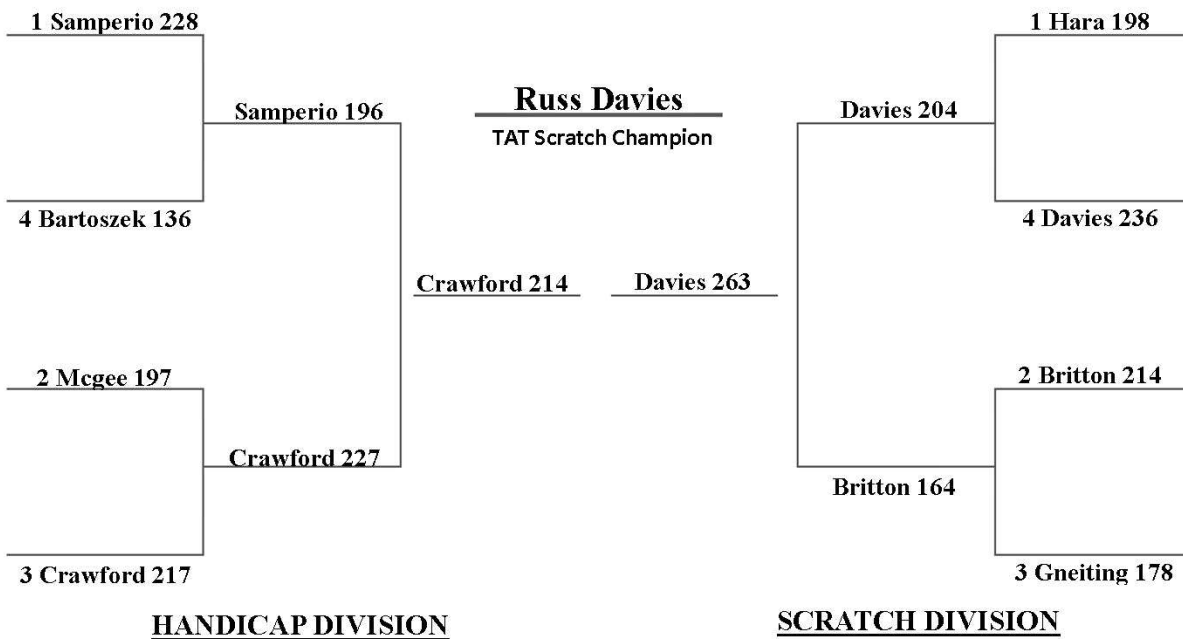 1 Samperio 228
1 Hara 198
Russ Davies
Samperio 196
Davies 204
TAT Scratch Champion
4 Bartoszek 136
4 Davies 236
Crawford 214
Davies 263
2 Mcgee 197
2 Britton 214
Crawford 227
Britton 164
3 Crawford 217
3 Gneiting 178
HANDICAP DIVISION
SCRATCH DIVISION